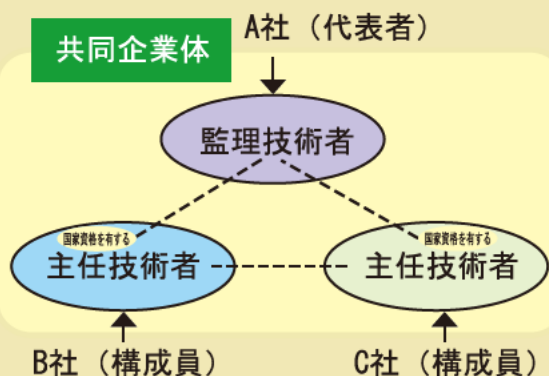 共同企業体
A社（代表者）
監理技術者
国家資格を有する
主任技術者
国家資格を有する
主任技術者
B社（構成員）
C社（構成員）